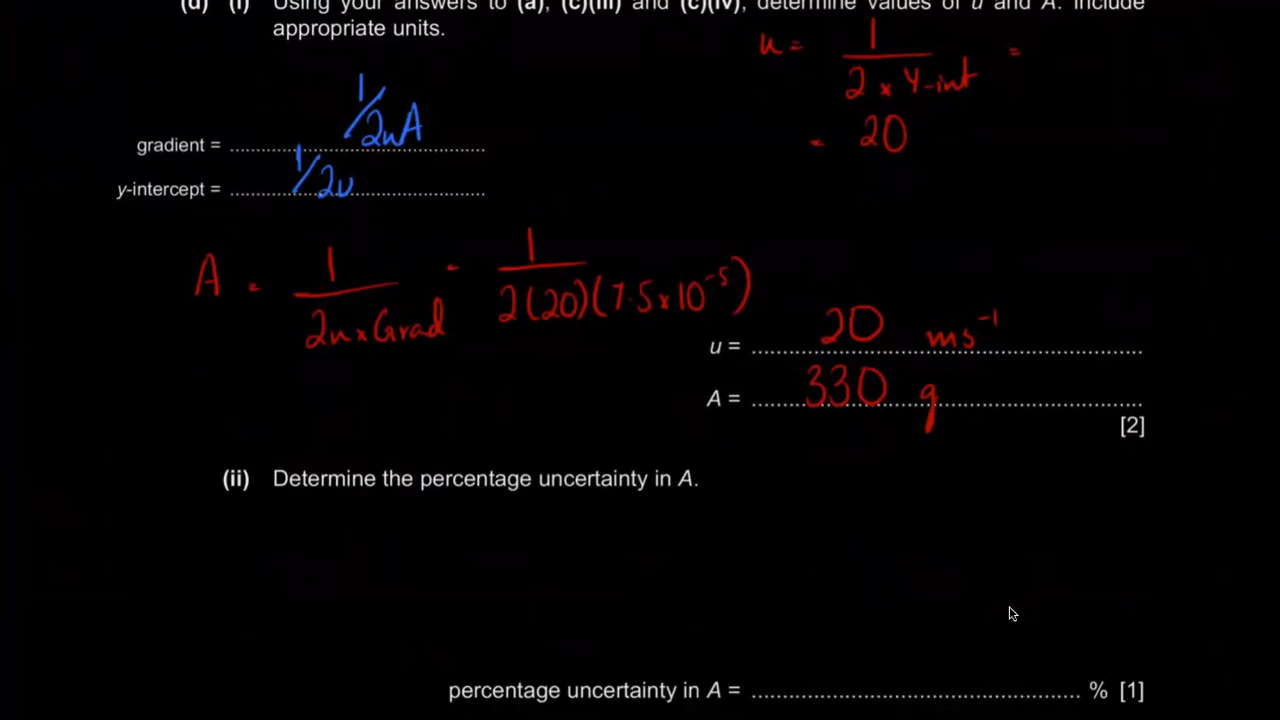 (d) (i) Using your answers to (a), (c)(iii) and (c)(iv), determine values of u and A. Include
appropriate units.
u = 1 / 2 × Y-int =
= 20
gradient = 1/2uA
y-intercept = 1/2u
A = 1 / 2u × Grad = 1 / 2(20)(7.5 × 10⁻⁵)
u = 20 ms⁻¹
A = 330 g
[2]
(ii) Determine the percentage uncertainty in A.
percentage uncertainty in A = % [1]